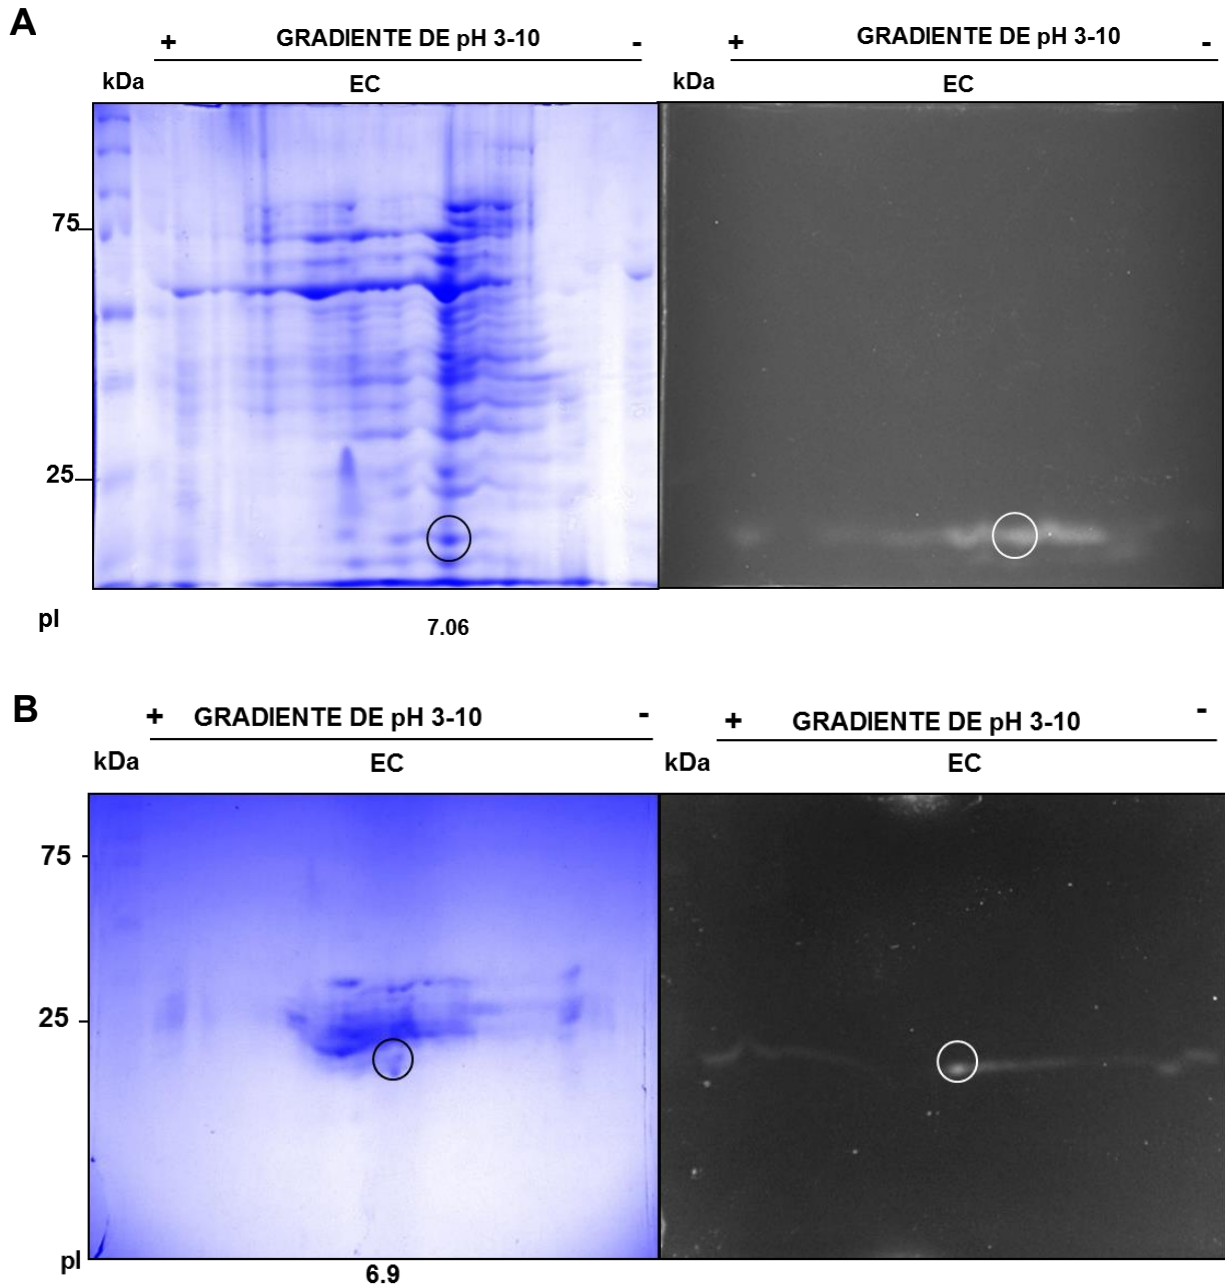 A
+ GRADIENTE DE pH 3-10 -
+ GRADIENTE DE pH 3-10 -
kDa EC
kDa EC
75
25
pI
7.06
B
+ GRADIENTE DE pH 3-10 -
+ GRADIENTE DE pH 3-10 -
kDa EC
kDa EC
75
25
pI
6.9